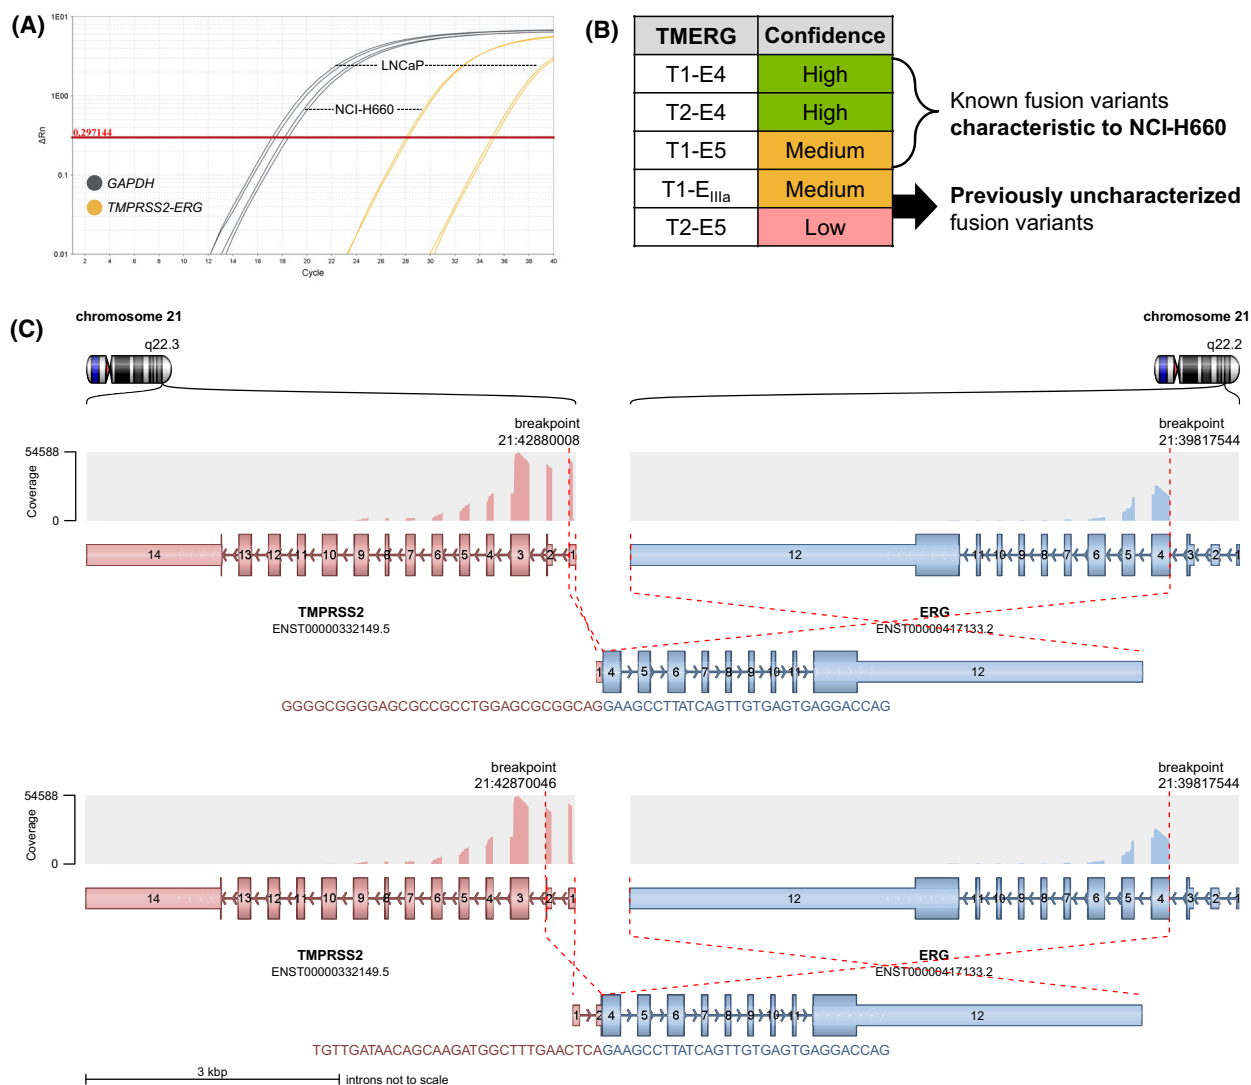 (A)
1E01
1E00
0.1
0.01
ΔRn
0.297144
LNCaP
NCI-H660
GAPDH
TMPRSS2-ERG
2 4 6 8 10 12 14 16 18 20 22 24 26 28 30 32 34 36 38 40
Cycle
(B)
TMERG Confidence
T1-E4 High
T2-E4 High
T1-E5 Medium
T1-EIIIa Medium
T2-E5 Low
Known fusion variants
characteristic to NCI-H660
Previously uncharacterized
fusion variants
(C)
chromosome 21
q22.3
chromosome 21
q22.2
breakpoint
21:42880008
breakpoint
21:39817544
54588
0
Coverage
14 13 12 11 10 9 8 7 6 5 4 3 2 1
12 11 10 9 8 7 6 5 4 3 2 1
TMPRSS2
ENST00000332149.5
ERG
ENST00000417133.2
1 4 5 6 7 8 9 10 11 12
GGGGCGGGGAGCGCCGCCTGGAGCGCGGCAGGAAGCCTTATCAGTTGTGAGTGAGGACCAG
breakpoint
21:42870046
breakpoint
21:39817544
54588
0
Coverage
14 13 12 11 10 9 8 7 6 5 4 3 2 1
12 11 10 9 8 7 6 5 4 3 2 1
TMPRSS2
ENST00000332149.5
ERG
ENST00000417133.2
1 2 4 5 6 7 8 9 10 11 12
TGTTGATAACAGCAAGATGGCTTTGAACTCAGAAGCCTTATCAGTTGTGAGTGAGGACCAG
3 kbp
introns not to scale